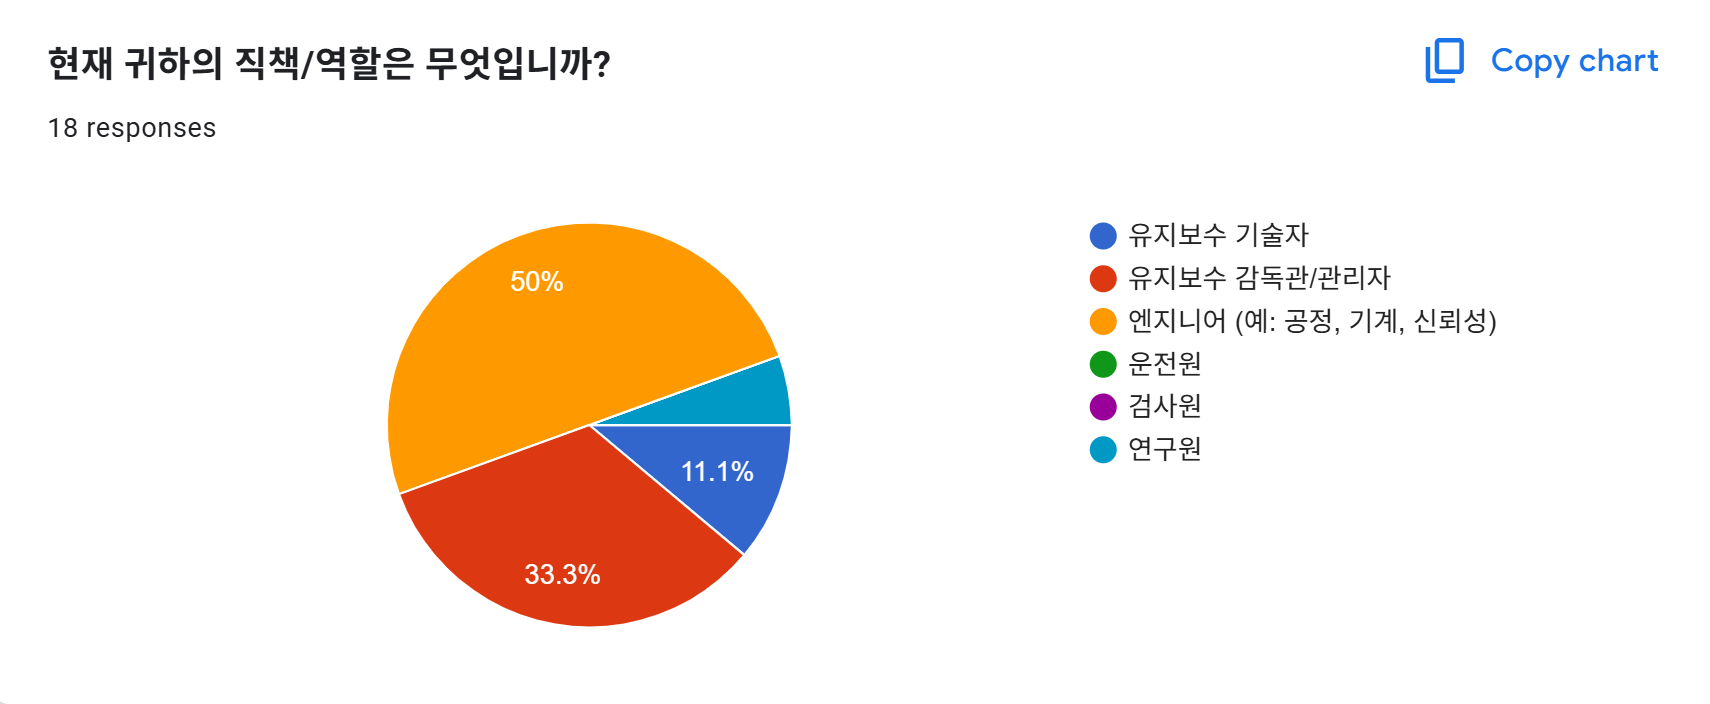 현재 귀하의 직책/역할은 무엇입니까?
Copy chart
18 responses
50%
11.1%
33.3%
유지보수 기술자
유지보수 감독관/관리자
엔지니어 (예: 공정, 기계, 신뢰성)
운전원
검사원
연구원